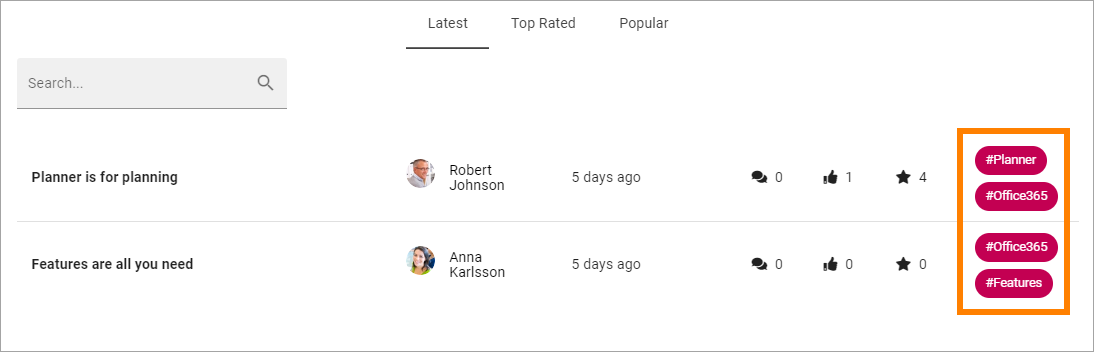 Latest Top Rated Popular
Search...
Planner is for planning
Robert
Johnson
5 days ago
0
1
4
#Planner
#Office365
Features are all you need
Anna
Karlsson
5 days ago
0
0
0
#Office365
#Features